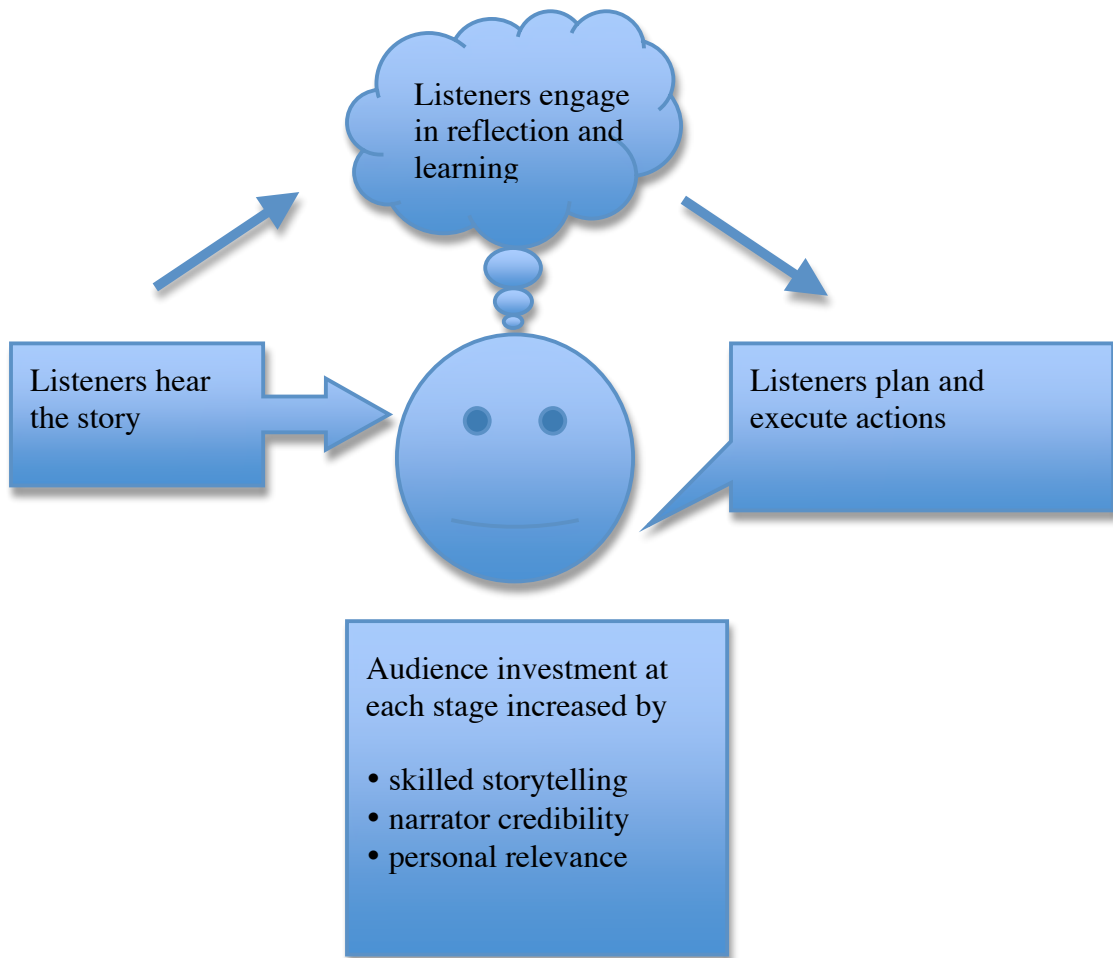 Listeners engage
in reflection and
learning
Listeners hear
the story
Listeners plan and
execute actions
Audience investment at
each stage increased by
• skilled storytelling
• narrator credibility
• personal relevance